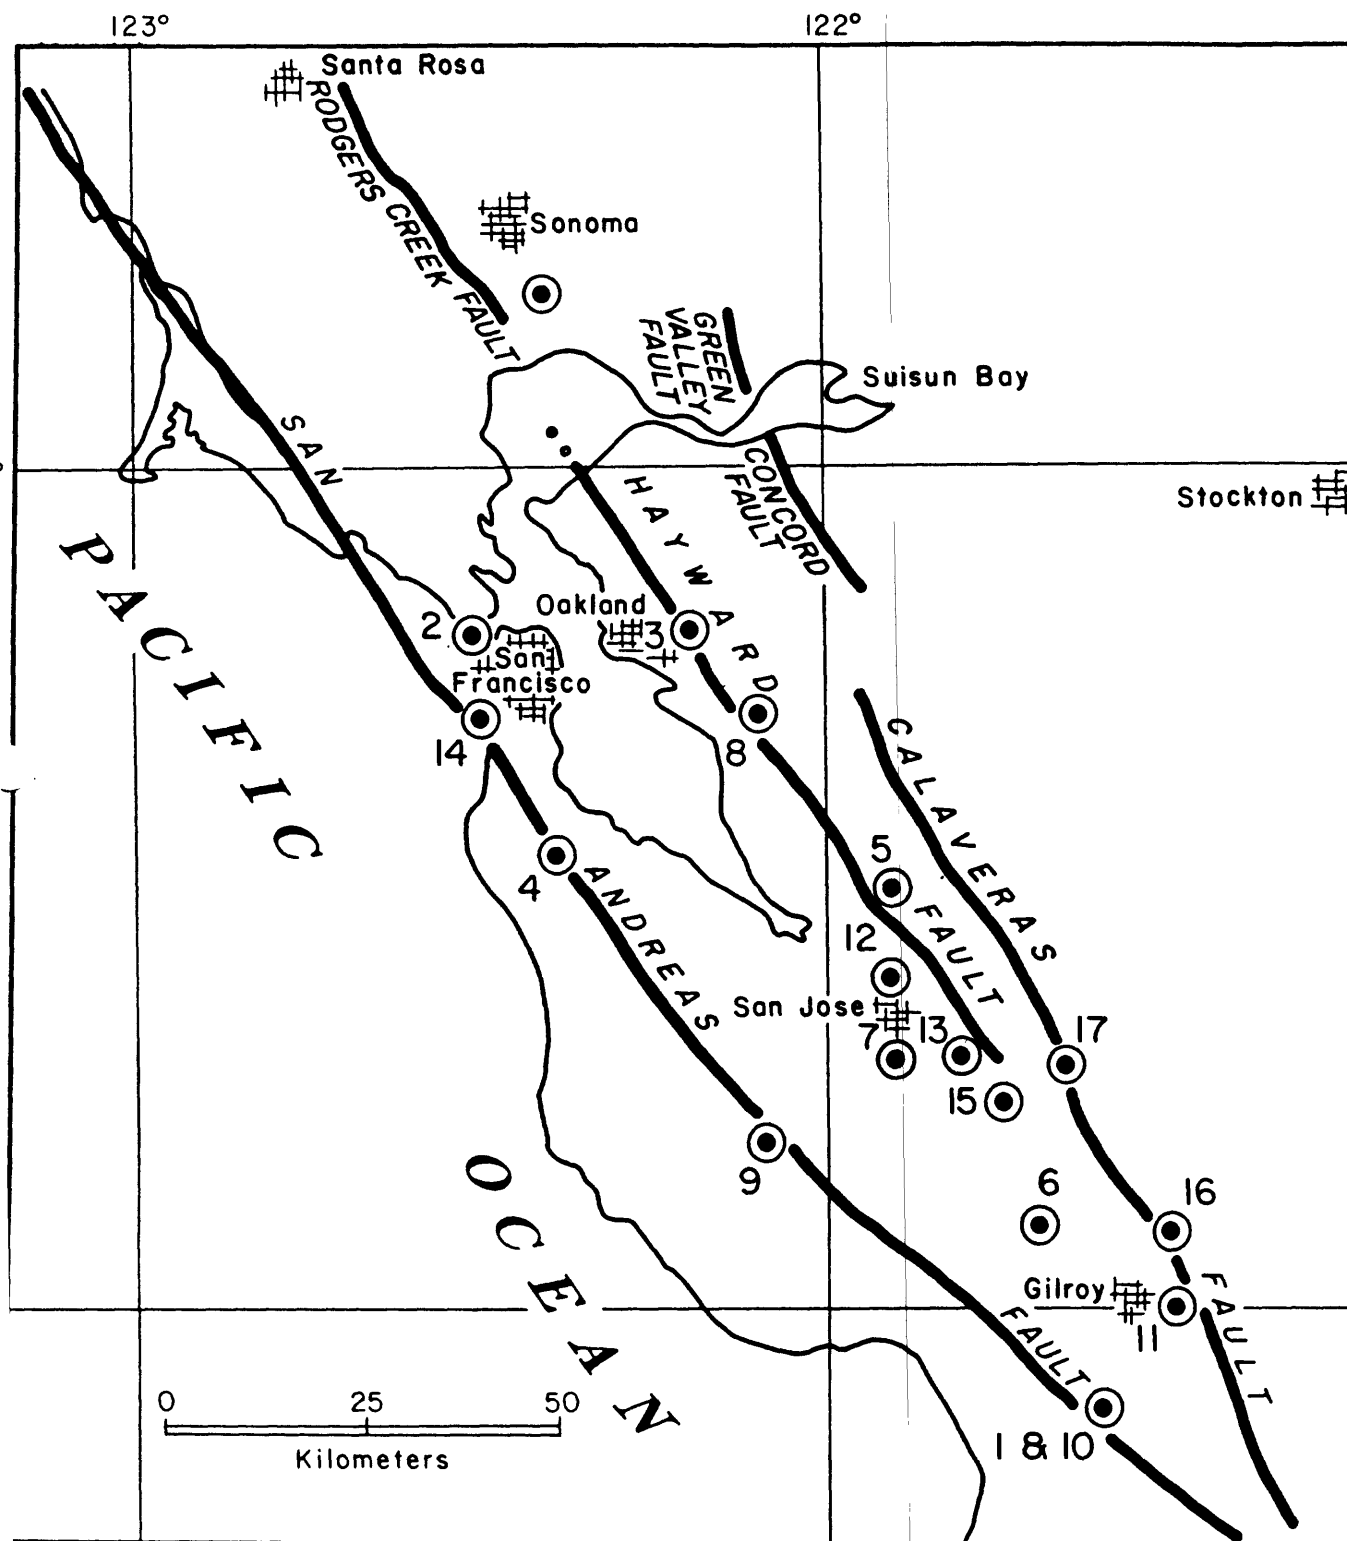 123°
122°
Santa Rosa
RODGERS CREEK FAULT
Sonoma
GREEN
VALLEY
FAULT
Suisun Bay
SAN
CONCORD
FAULT
HAYWARD
Stockton
PACIFIC
Oakland
2
3
San
Francisco
14
8
CALAVERAS
5
4
ANDREAS
FAULT
12
San Jose
7
13
17
15
9
6
16
OCEAN
Gilroy
11
FAULT
FAULT
0 25 50
Kilometers
1 & 10